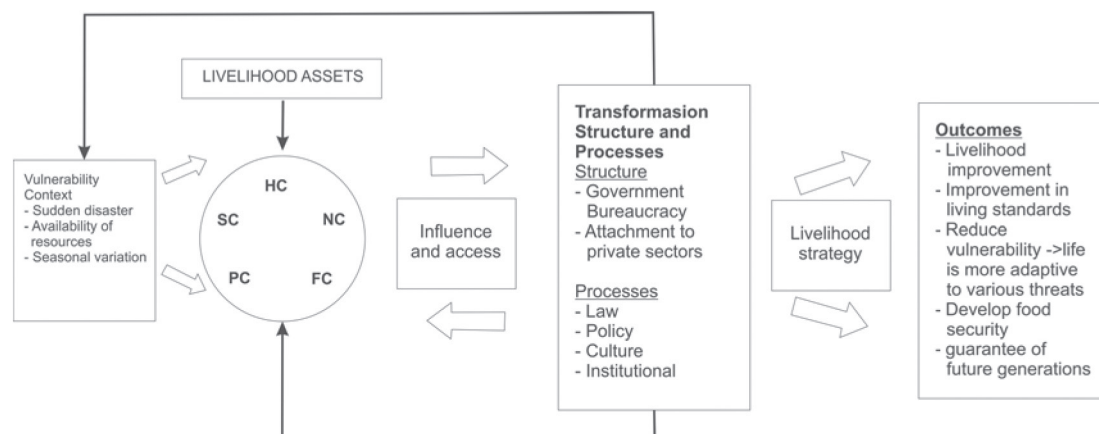 LIVELIHOOD ASSETS
Vulnerability
Context
- Sudden disaster
- Availability of
resources
- Seasonal variation
HC
SC
NC
PC
FC
Influence
and access
Transformasion
Structure and
Processes
Structure
- Government
Bureaucracy
- Attachment to
private sectors
Processes
- Law
- Policy
- Culture
- Institutional
Livelihood
strategy
Outcomes
- Livelihood
improvement
- Improvement in
living standards
- Reduce
vulnerability ->life
is more adaptive
to various threats
- Develop food
security
- guarantee of
future generations